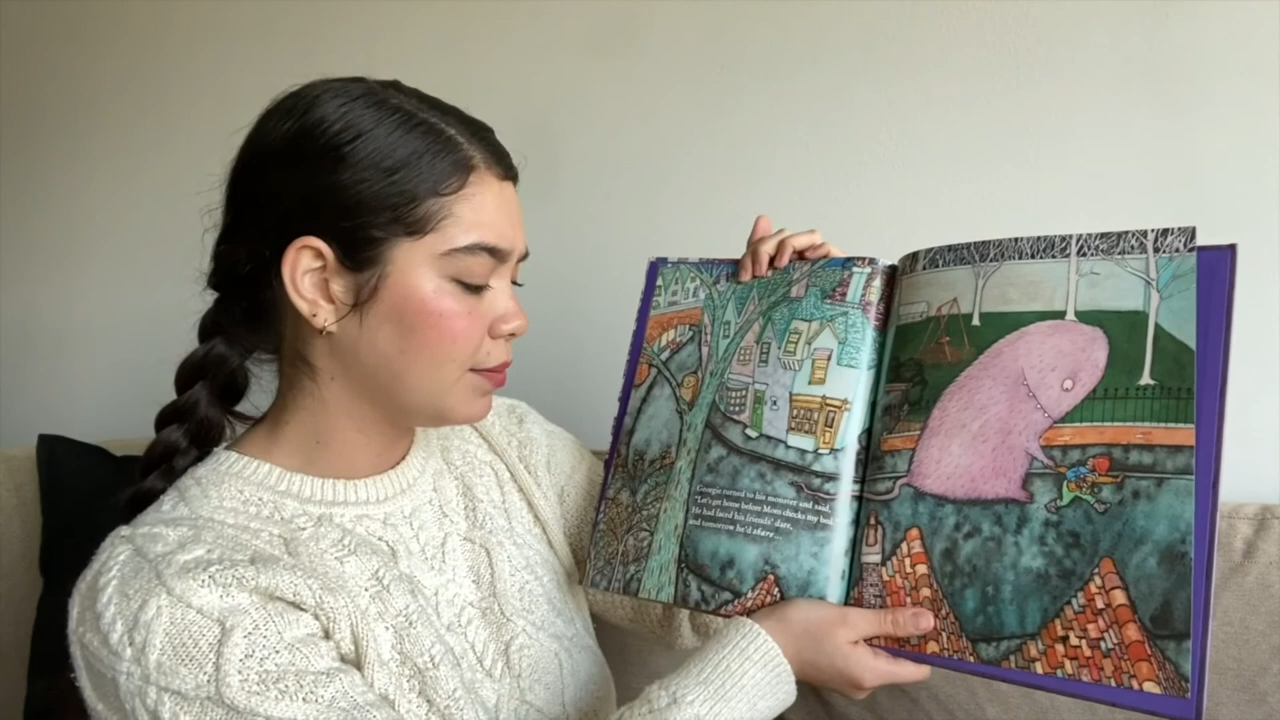 Georgie turned to his monster and said,
"Let's get home before Mom checks my bed.
He had faced his friends' dare,
and tomorrow he'd share...